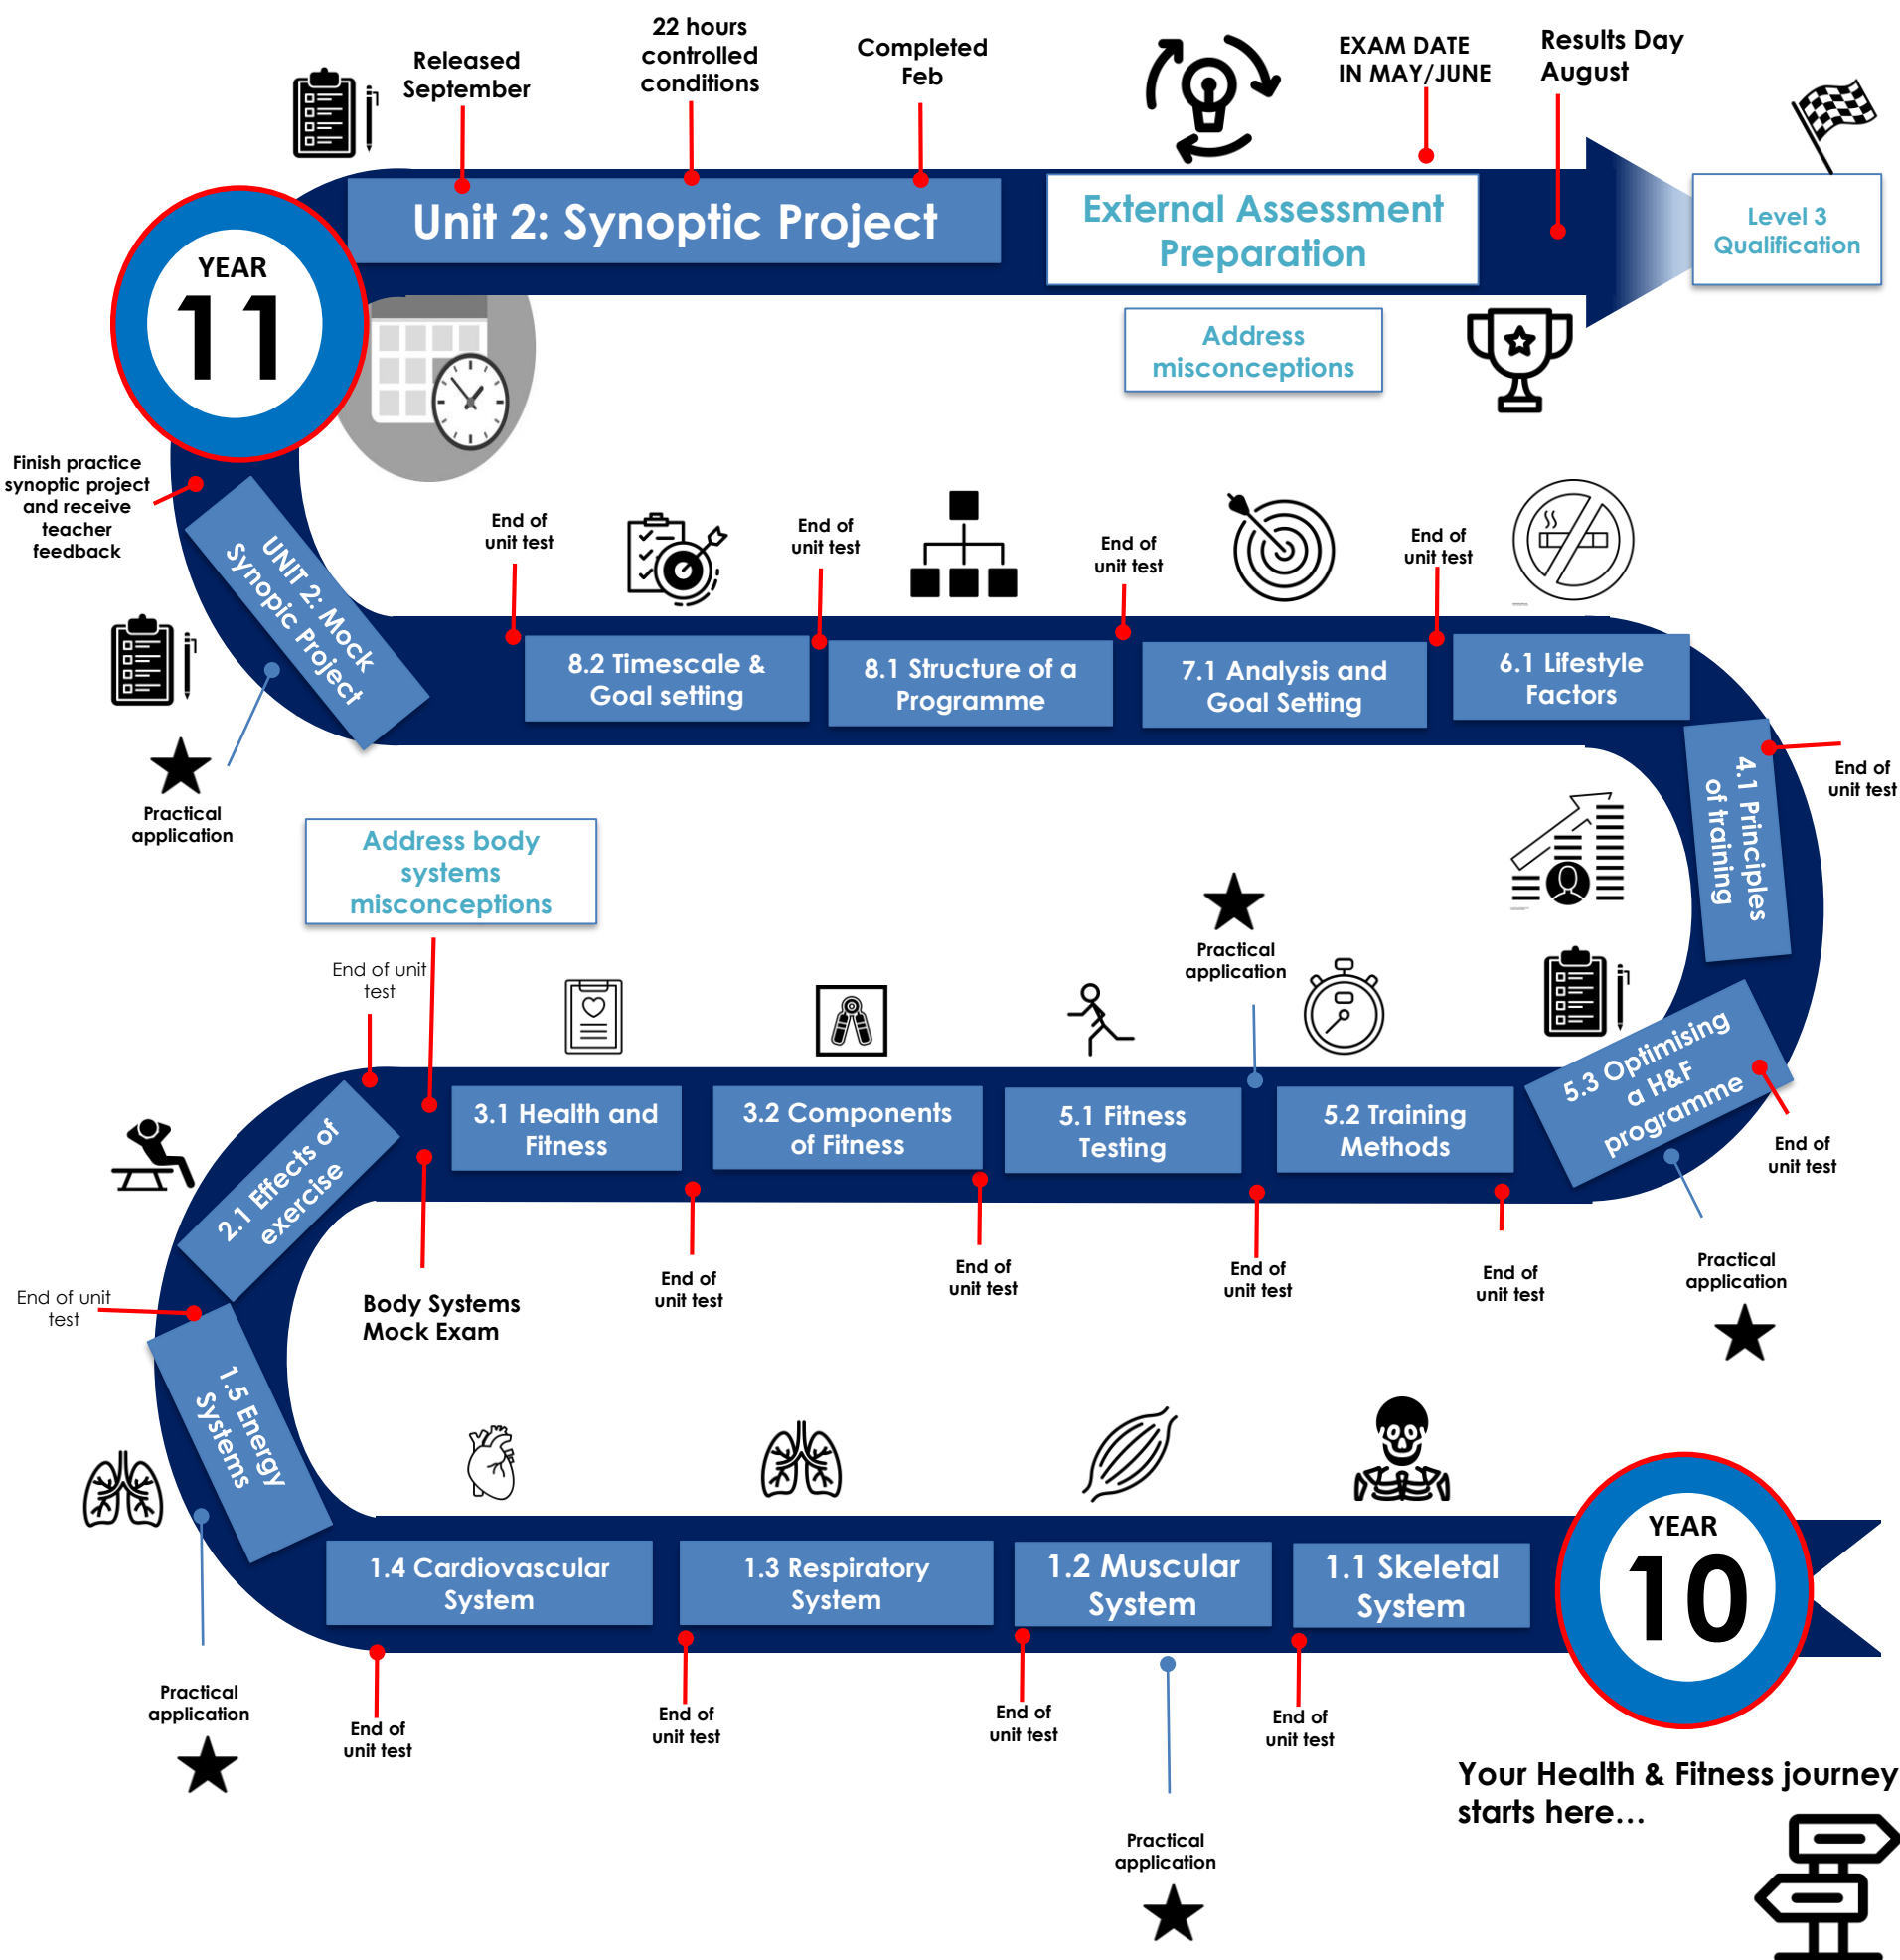 Released
September
22 hours
controlled
conditions
Completed
Feb
EXAM DATE
IN MAY/JUNE
Results Day
August
Unit 2: Synoptic Project
External Assessment
Preparation
Level 3
Qualification
YEAR
11
Address
misconceptions
Finish practice
synoptic project
and receive
teacher
feedback
UNIT 2: Mock
Synopic Project
End of
unit test
End of
unit test
End of
unit test
End of
unit test
8.2 Timescale &
Goal setting
8.1 Structure of a
Programme
7.1 Analysis and
Goal Setting
6.1 Lifestyle
Factors
4.1 Principles
of training
End of
unit test
Practical
application
Address body
systems
misconceptions
Practical
application
End of unit
test
3.1 Health and
Fitness
3.2 Components
of Fitness
5.1 Fitness
Testing
5.2 Training
Methods
5.3 Optimising
a H&F
programme
End of
unit test
2.1 Effects of
exercise
End of unit
test
Body Systems
Mock Exam
End of
unit test
End of
unit test
End of
unit test
End of
unit test
Practical
application
1.5 Energy
Systems
1.4 Cardiovascular
System
1.3 Respiratory
System
1.2 Muscular
System
1.1 Skeletal
System
YEAR
10
Practical
application
End of
unit test
End of
unit test
End of
unit test
End of
unit test
Your Health & Fitness journey
starts here...
Practical
application